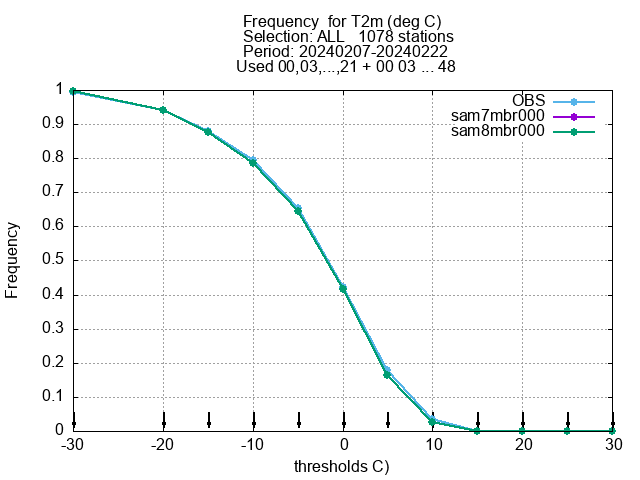 Frequency  for T2m (deg C)
Selection: ALL   1078 stations
Period: 20240207-20240222
Used 00,03,...,21 + 00 03 ... 48
OBS
sam7mbr000
sam8mbr000
1
0.9
0.8
0.7
0.6
0.5
0.4
0.3
0.2
0.1
0
Frequency
-30 -20 -10 0 10 20 30
thresholds C)